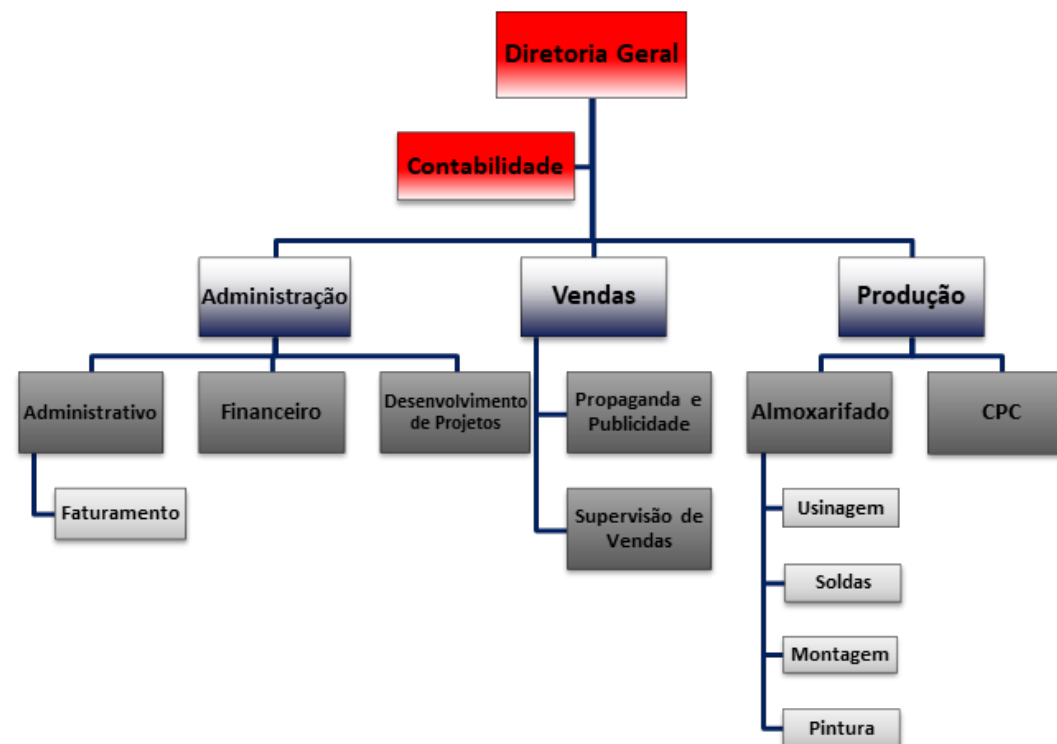 Diretoria Geral
Contabilidade
Administração
Vendas
Produção
Administrativo
Financeiro
Desenvolvimento
de Projetos
Propaganda e
Publicidade
Almoxarifado
CPC
Faturamento
Supervisão de
Vendas
Usinagem
Soldas
Montagem
Pintura